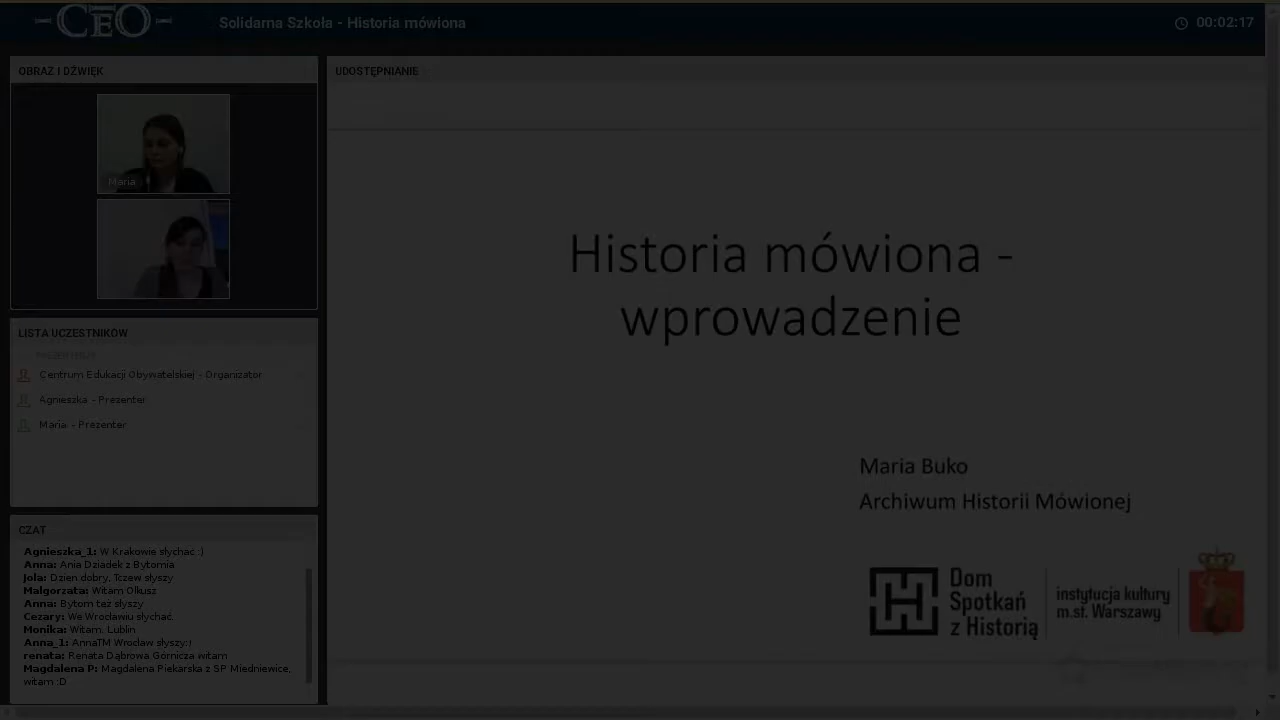 CEO
Solidarna Szkoła - Historia mówiona
00:02:17
OBRAZ I DŹWIĘK
Maria
LISTA UCZESTNIKÓW
PREZENTERZY
Centrum Edukacji Obywatelskiej - Organizator
Agnieszka - Prezenter
Maria - Prezenter
CZAT
Agnieszka_1: W Krakowie słychać :)
Anna: Ania Dziadek z Bytomia
Jola: Dzien dobry, Tczew słyszy
Małgorzata: Witam Olkusz
Anna: Bytom też słyszy
Cezary: We Wrocławiu słychać.
Monika: Witam. Lublin
Anna_1: AnnaTM Wrocław słyszy:)
renata: Renata Dąbrowa Górnicza witam
Magdalena P: Magdalena Piekarska z SP Miedniewice,
witam :D
UDOSTĘPNIANIE
Historia mówiona -
wprowadzenie
Maria Buko
Archiwum Historii Mówionej
Dom
Spotkań
z Historią
instytucja kultury
m.st. Warszawy